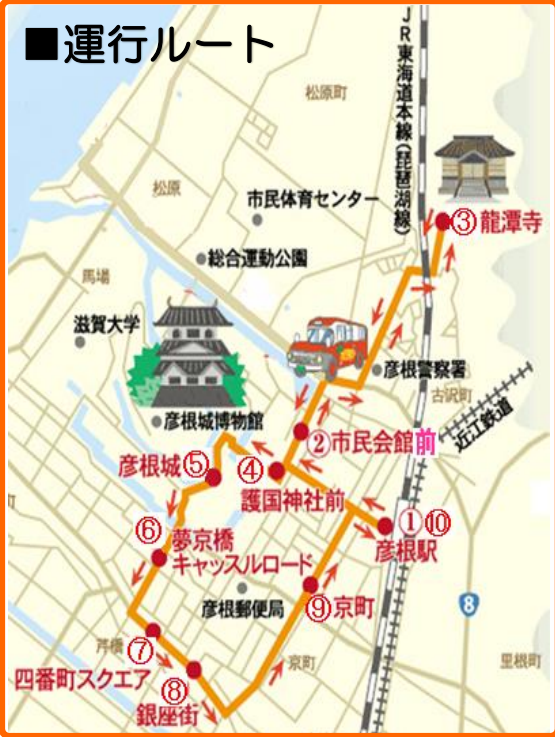 ■運行ルート
JR東海道本線(琵琶湖線)
松原町
松原
市民体育センター
③龍潭寺
総合運動公園
馬場
滋賀大学
彦根警察署
古沢町
近江鉄道
彦根城博物館
②市民会館前
彦根城⑤
④
護国神社前
①⑩
彦根駅
⑥
夢京橋
キャッスルロード
⑨京町
彦根郵便局
8
芹橋
⑦
四番町スクエア
京町
里根町
⑧
銀座街
町